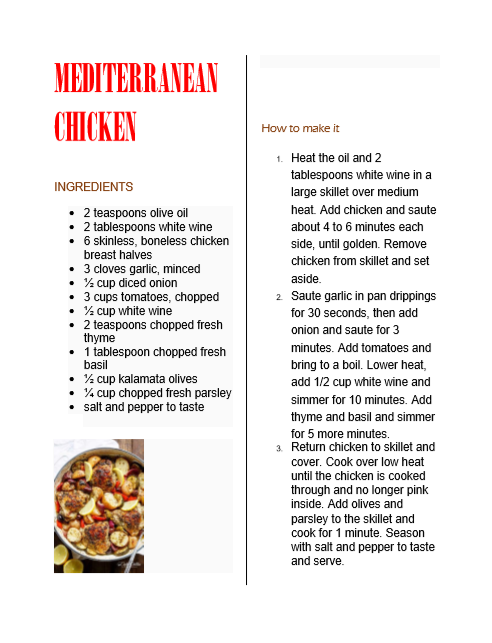 MEDITERRANEAN
CHICKEN
INGREDIENTS
• 2 teaspoons olive oil
• 2 tablespoons white wine
• 6 skinless, boneless chicken
breast halves
• 3 cloves garlic, minced
• ½ cup diced onion
• 3 cups tomatoes, chopped
• ½ cup white wine
• 2 teaspoons chopped fresh
thyme
• 1 tablespoon chopped fresh
basil
• ½ cup kalamata olives
• ¼ cup chopped fresh parsley
• salt and pepper to taste
How to make it
1. Heat the oil and 2
tablespoons white wine in a
large skillet over medium
heat. Add chicken and saute
about 4 to 6 minutes each
side, until golden. Remove
chicken from skillet and set
aside.
2. Saute garlic in pan drippings
for 30 seconds, then add
onion and saute for 3
minutes. Add tomatoes and
bring to a boil. Lower heat,
add 1/2 cup white wine and
simmer for 10 minutes. Add
thyme and basil and simmer
for 5 more minutes.
3. Return chicken to skillet and
cover. Cook over low heat
until the chicken is cooked
through and no longer pink
inside. Add olives and
parsley to the skillet and
cook for 1 minute. Season
with salt and pepper to taste
and serve.